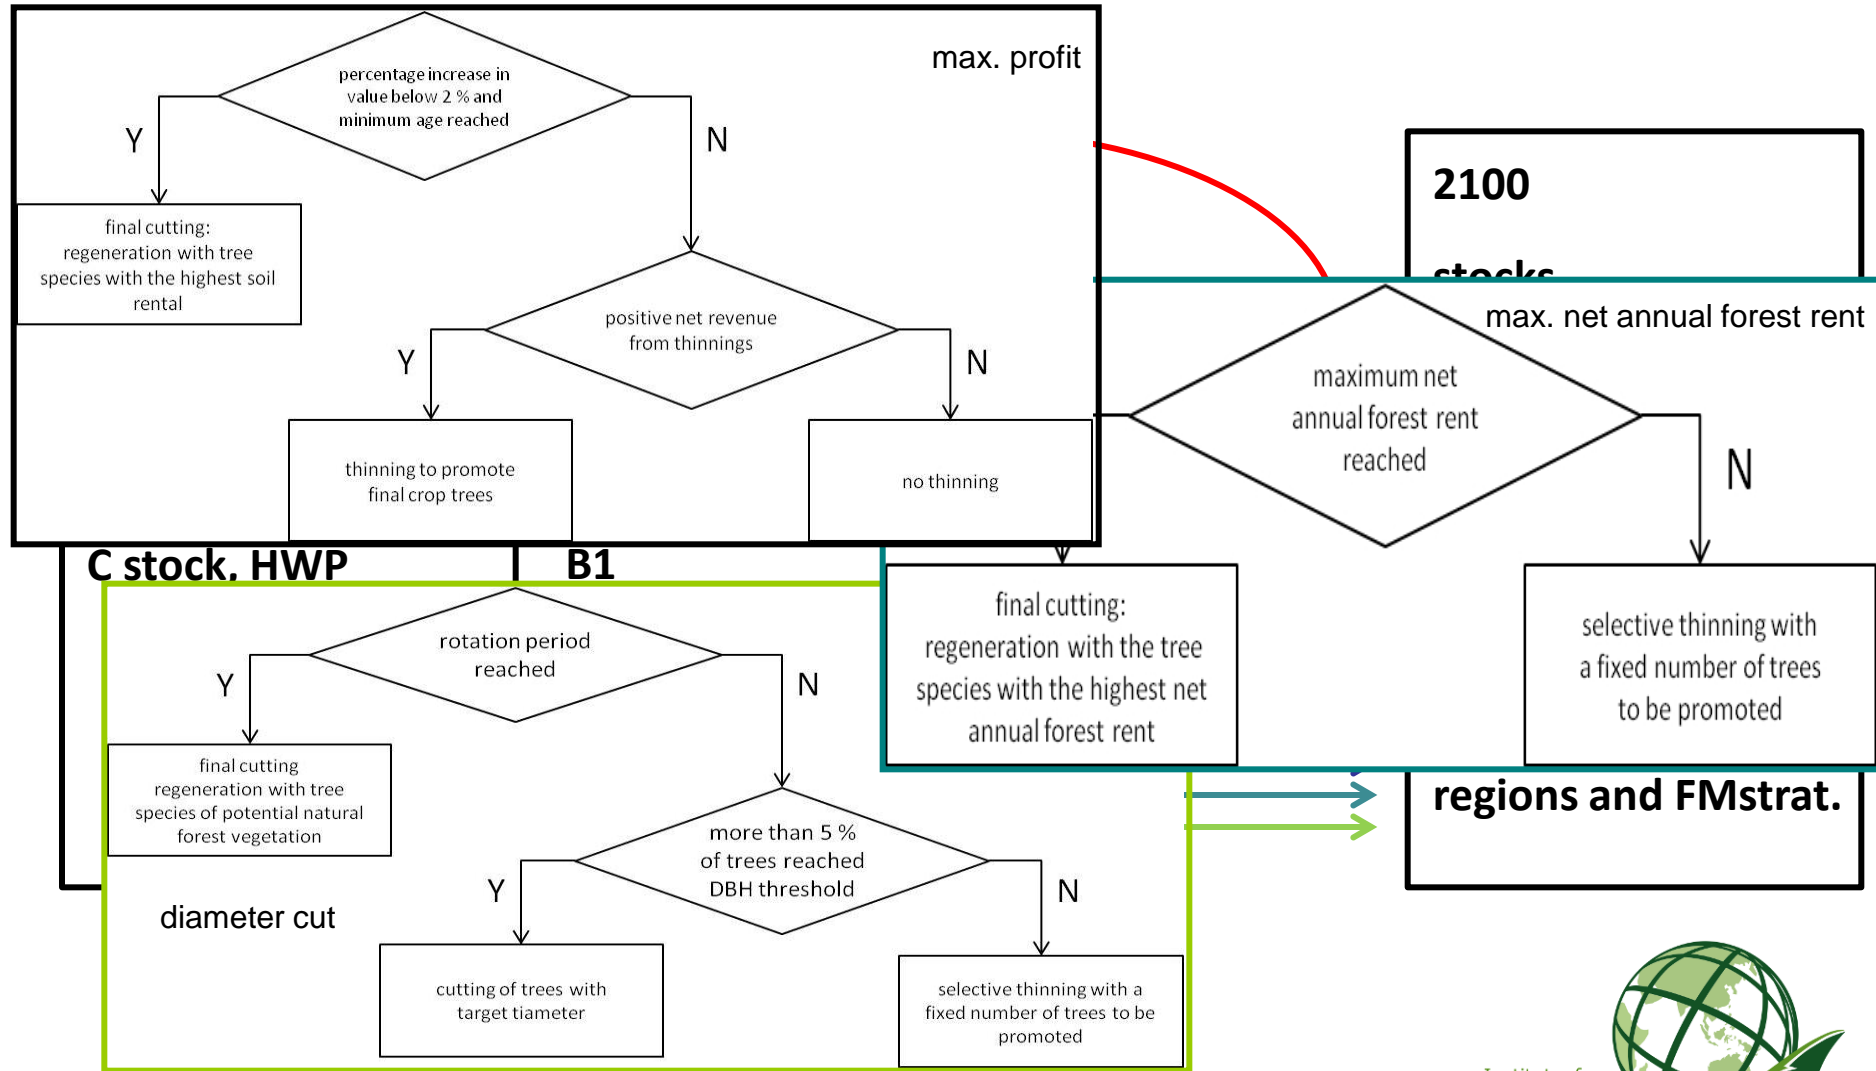 max. profit
percentage increase in
value below 2 % and
minimum age reached
Y
N
final cutting:
regeneration with tree
species with the highest soil
rental
positive net revenue
from thinnings
Y
N
thinning to promote
final crop trees
no thinning
2100
stocks
max. net annual forest rent
maximum net
annual forest rent
reached
N
final cutting:
regeneration with the tree
species with the highest net
annual forest rent
selective thinning with
a fixed number of trees
to be promoted
regions and FMstrat.
C stock, HWP
B1
rotation period
reached
Y
N
final cutting
regeneration with tree
species of potential natural
forest vegetation
more than 5 %
of trees reached
DBH threshold
Y
N
diameter cut
cutting of trees with
target tiameter
selective thinning with a
fixed number of trees to be
promoted